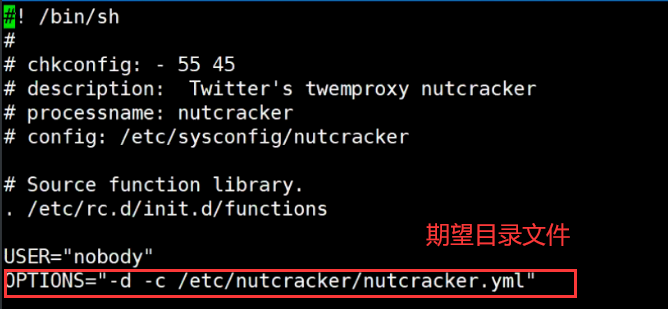 #! /bin/sh
#
# chkconfig: - 55 45
# description:  Twitter's twemproxy nutcracker
# processname: nutcracker
# config: /etc/sysconfig/nutcracker
# Source function library.
. /etc/rc.d/init.d/functions
期望目录文件
USER="nobody"
OPTIONS="-d -c /etc/nutcracker/nutcracker.yml"